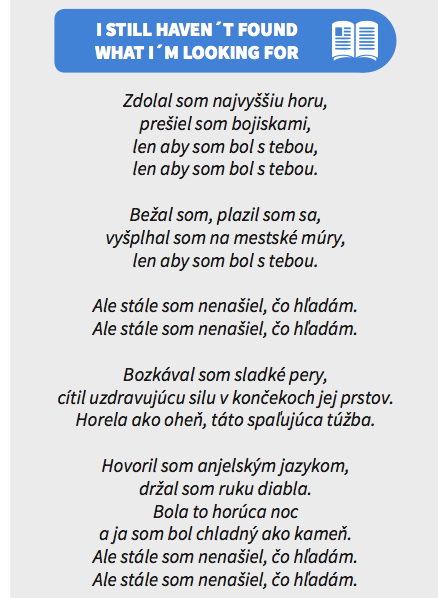 I STILL HAVEN´T FOUND
WHAT I´M LOOKING FOR
Zdolal som najvyššiu horu,
prešiel som bojiskami,
len aby som bol s tebou,
len aby som bol s tebou.
Bežal som, plazil som sa,
vyšplhal som na mestské múry,
len aby som bol s tebou.
Ale stále som nenašiel, čo hľadám.
Ale stále som nenašiel, čo hľadám.
Bozkával som sladké pery,
cítil uzdravujúcu silu v končekoch jej prstov.
Horela ako oheň, táto spaľujúca túžba.
Hovoril som anjelským jazykom,
držal som ruku diabla.
Bola to horúca noc
a ja som bol chladný ako kameň.
Ale stále som nenašiel, čo hľadám.
Ale stále som nenašiel, čo hľadám.